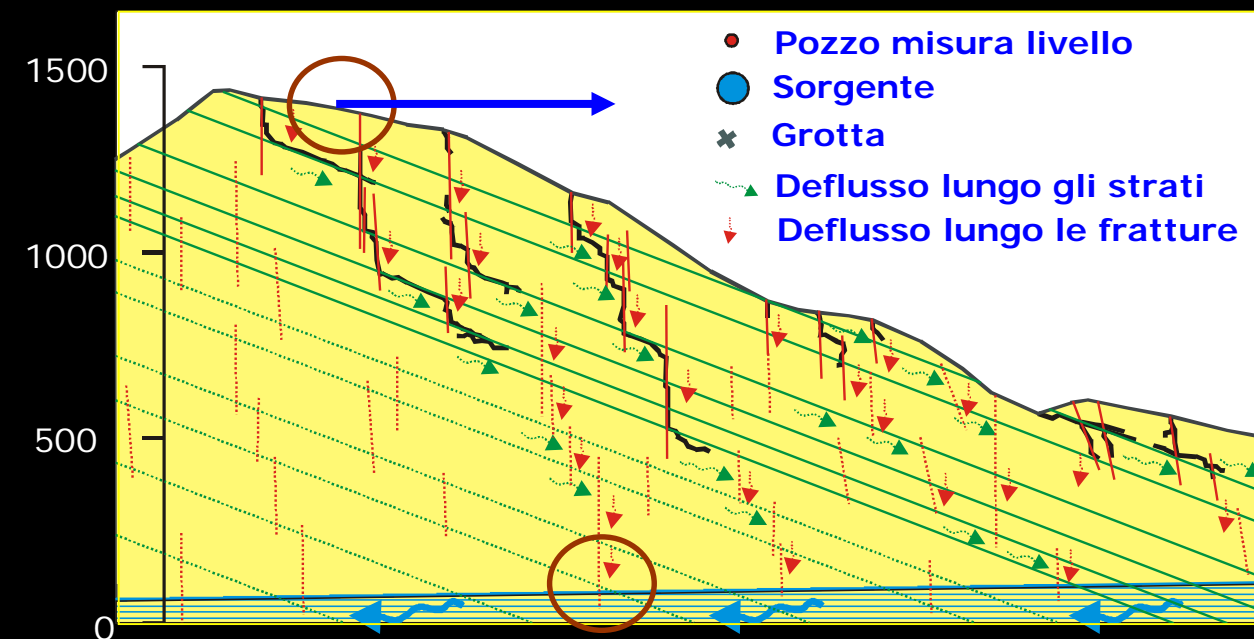 Pozzo misura livello
Sorgente
Grotta
Deflusso lungo gli strati
Deflusso lungo le fratture
1500
1000
500
0